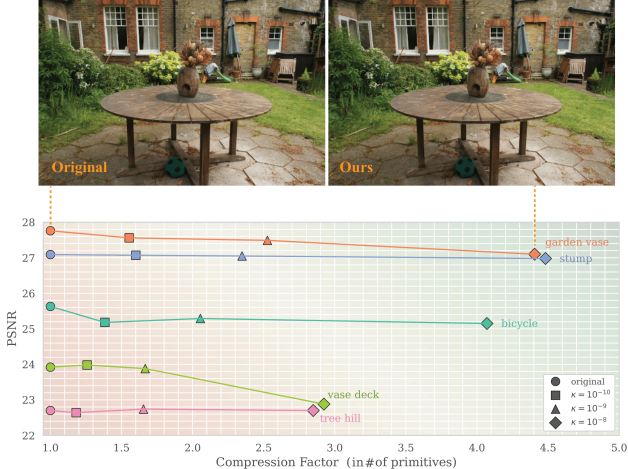 Original
Ours
28
27
26
25
24
23
22
PSNR
garden vase
stump
bicycle
vase deck
tree hill
original
κ = 10⁻¹⁰
κ = 10⁻⁹
κ = 10⁻⁸
1.0 1.5 2.0 2.5 3.0 3.5 4.0 4.5 5.0
Compression Factor (in#of primitives)